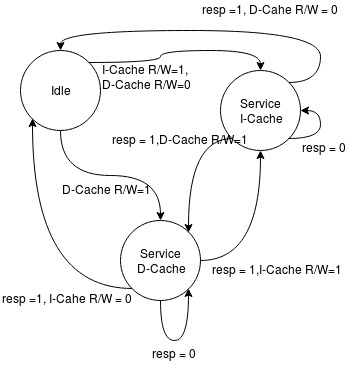 resp =1, D-Cahe R/W = 0
I-Cache R/W=1,
D-Cache R/W=0
Idle
Service
I-Cache
resp = 1,D-Cache R/W=1
resp = 0
D-Cache R/W=1
Service
D-Cache
resp = 1,I-Cache R/W=1
resp =1, I-Cahe R/W = 0
resp = 0